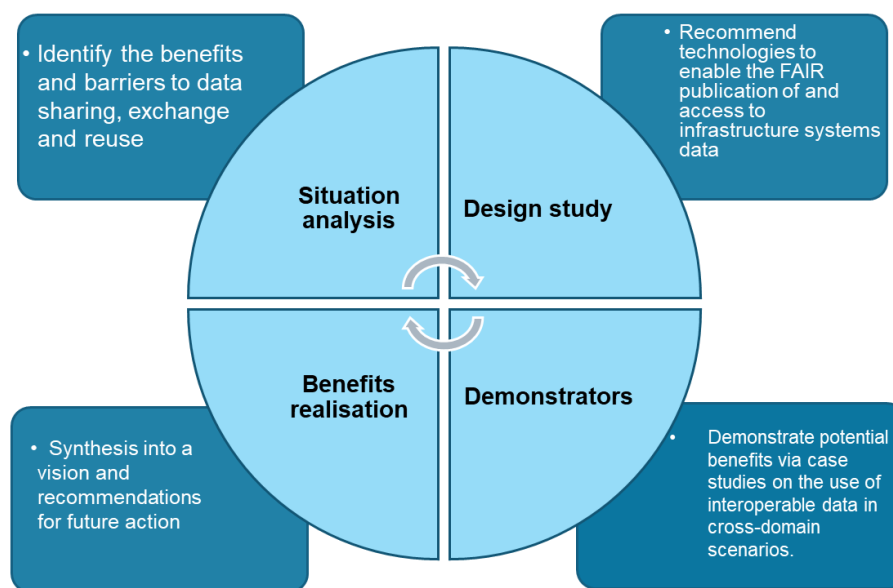 • Identify the benefits
and barriers to data
sharing, exchange
and reuse
• Recommend
technologies to
enable the FAIR
publication of and
access to
infrastructure systems
data
Situation
analysis
Design study
Benefits
realisation
Demonstrators
• Synthesis into a
vision and
recommendations
for future action
• Demonstrate potential
benefits via case
studies on the use of
interoperable data in
cross-domain
scenarios.